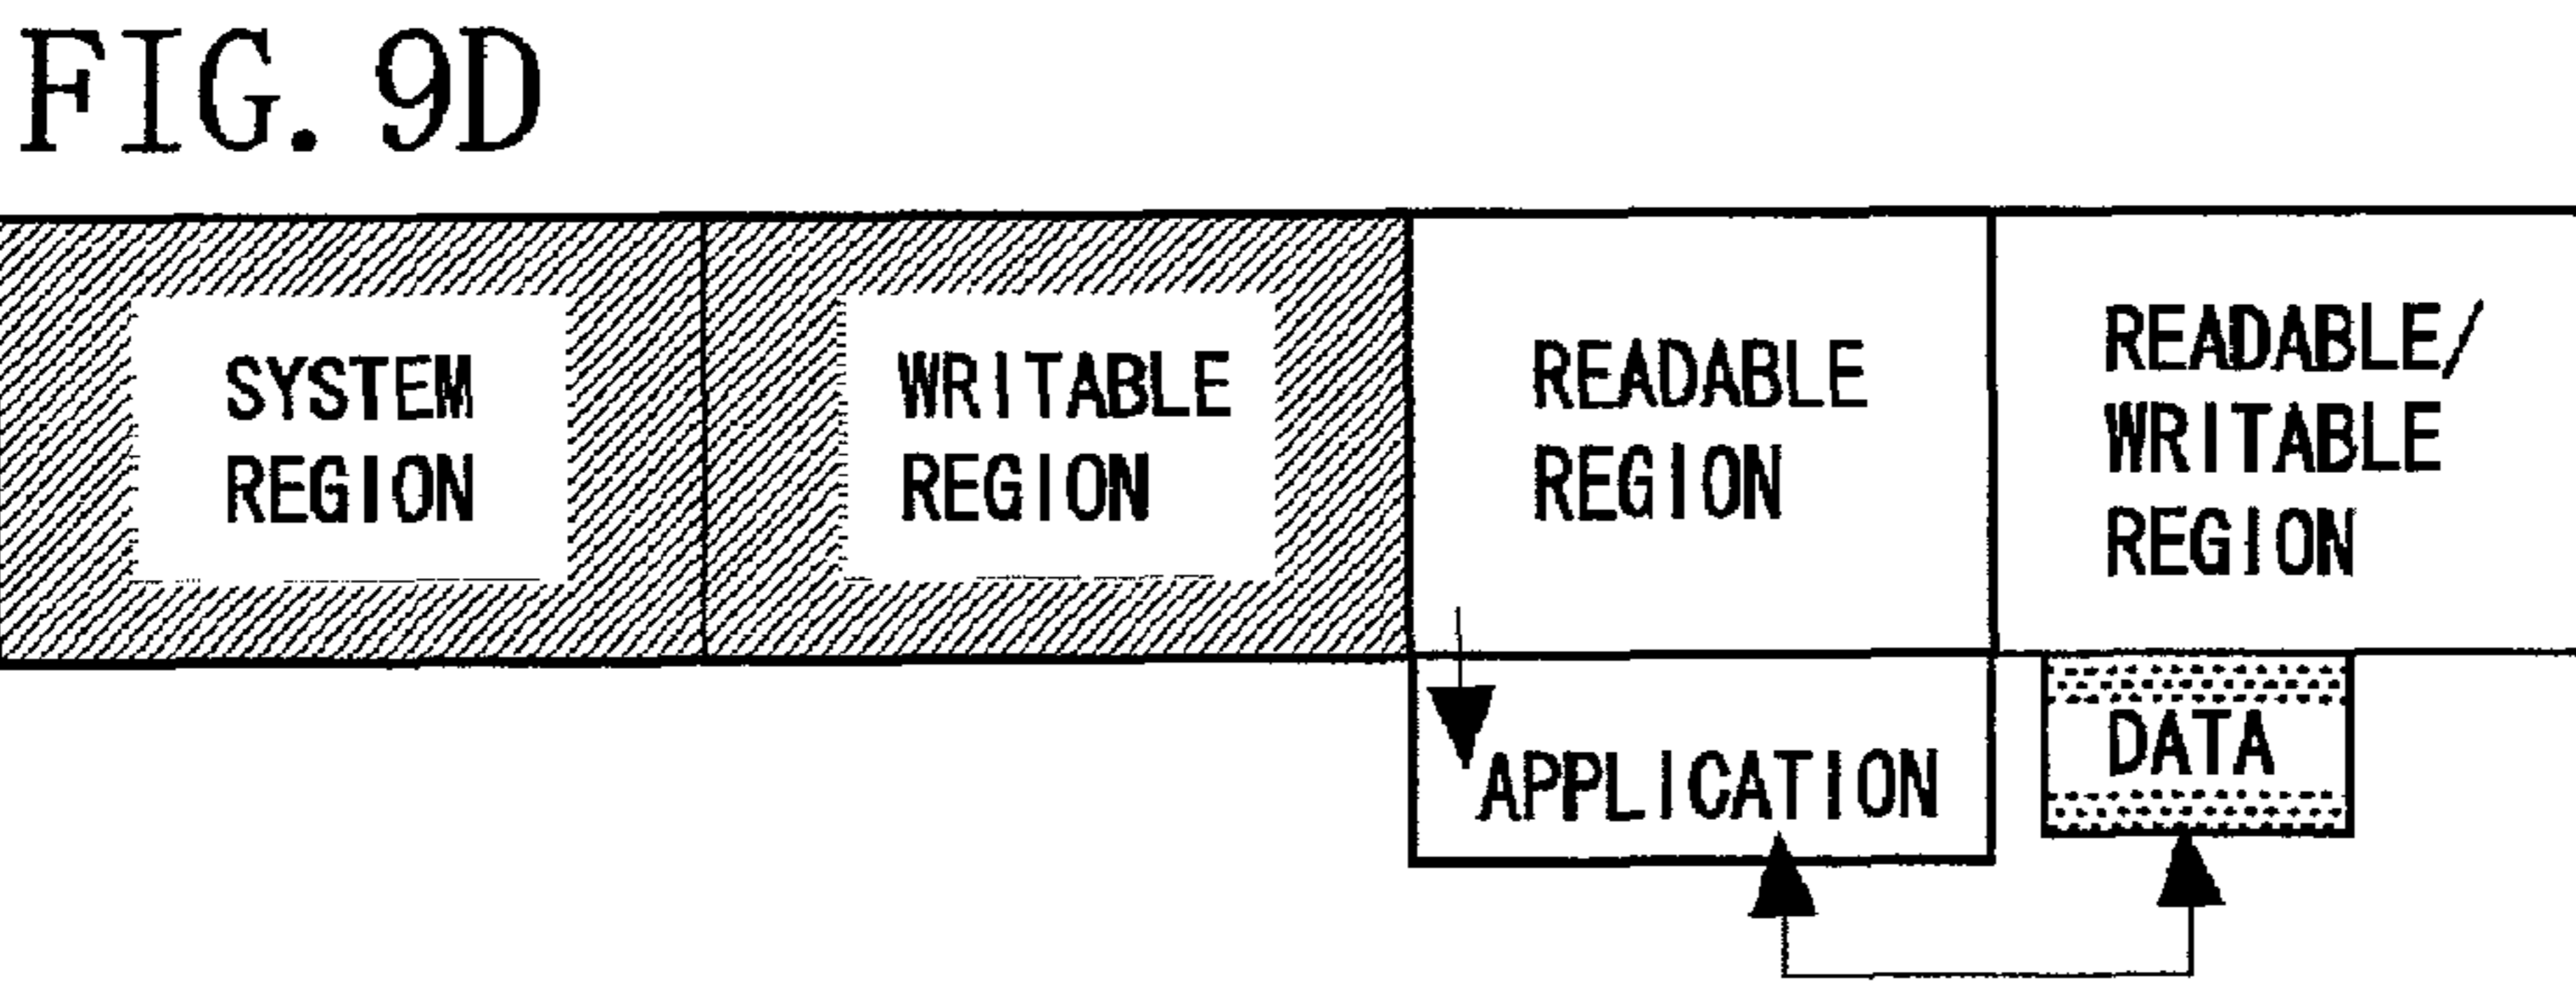 FIG. 9D
SYSTEM
REGION
WRITABLE
REGION
READABLE
REGION
READABLE/
WRITABLE
REGION
APPLICATION
DATA